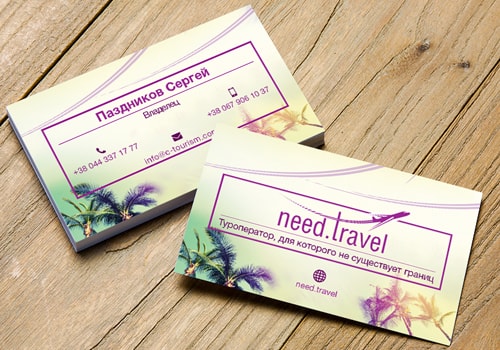 Паздников Сергей
Владелец
+38 067 906 10 37
+38 044 337 17 77
info@c-tourism.com
need.travel
Туроператор, для которого не существует границ
need.travel